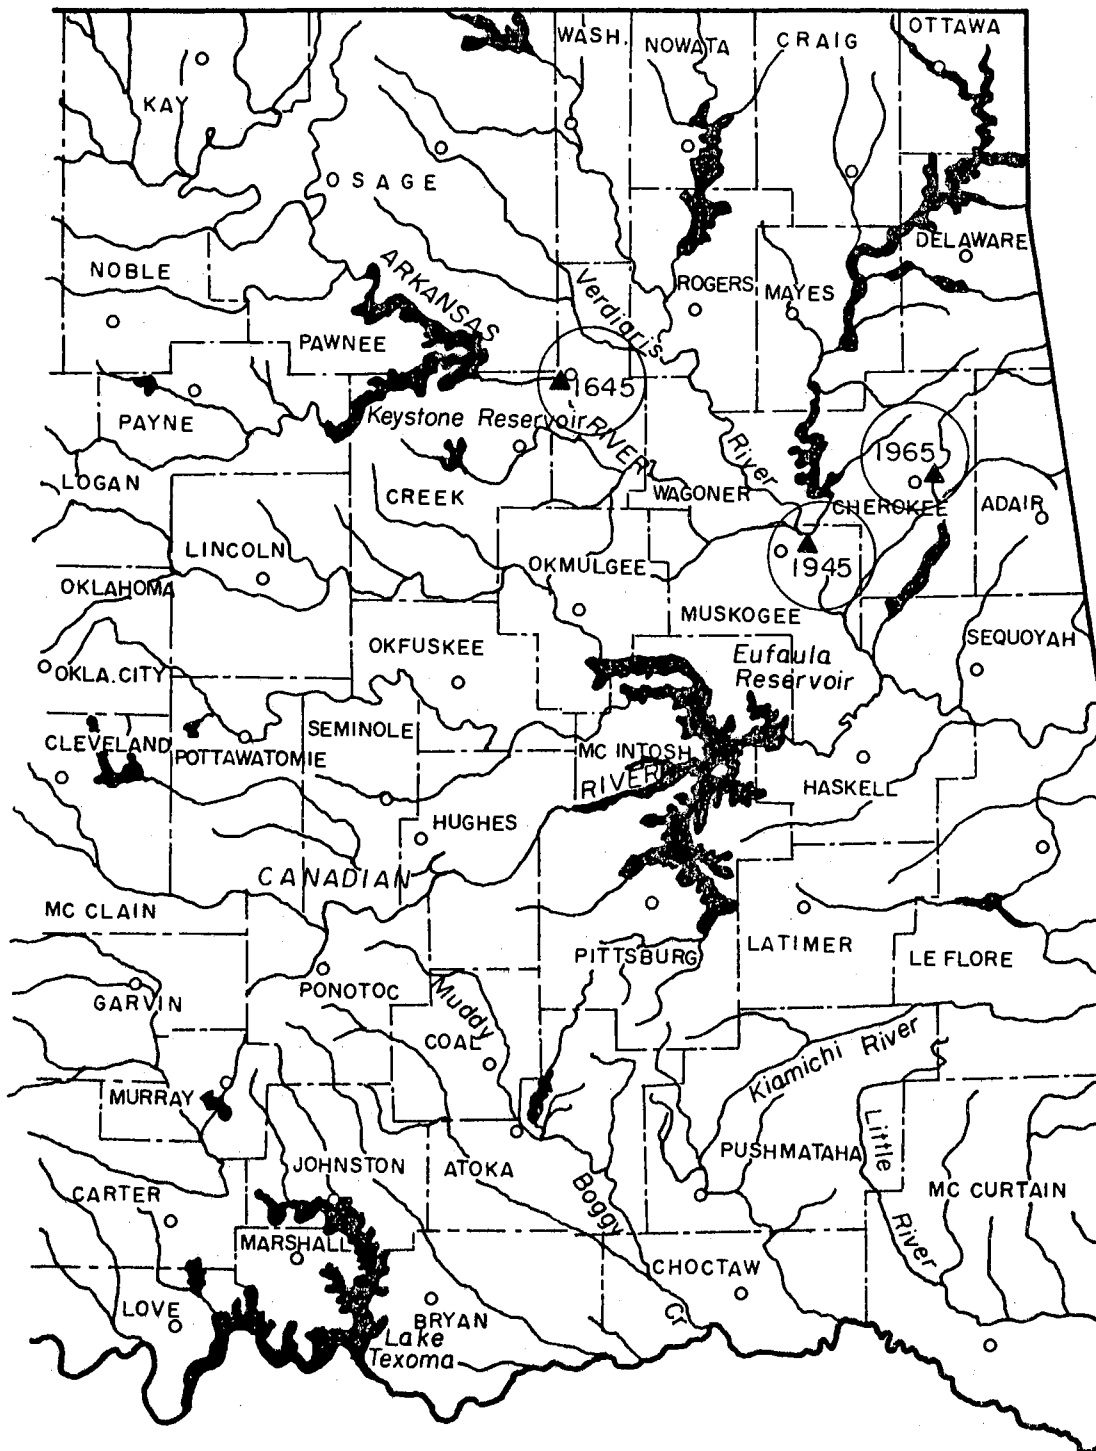 OTTAWA
WASH.
NOWATA
CRAIG
KAY
OSAGE
DELAWARE
NOBLE
ARKANSAS
Verdigris
ROGERS
MAYES
PAWNEE
1645
PAYNE
Keystone Reservoir
RIVER
River
1965
LOGAN
CREEK
WAGONER
CHEROKEE
ADAIR
LINCOLN
OKMULGEE
1945
OKLAHOMA
MUSKOGEE
OKFUSKEE
SEQUOYAH
Eufaula
Reservoir
OKLA. CITY
SEMINOLE
CLEVELAND
POTTAWATOMIE
MC INTOSH
RIVER
HASKELL
HUGHES
CANADIAN
MC CLAIN
PITTSBURG
LATIMER
LE FLORE
GARVIN
PONOTOC
Muddy
COAL
Kiamichi River
MURRAY
Little
PUSHMATAHA
JOHNSTON
ATOKA
CARTER
Boggy
MC CURTAIN
MARSHALL
River
CHOCTAW
LOVE
BRYAN
Cr
Lake
Texoma